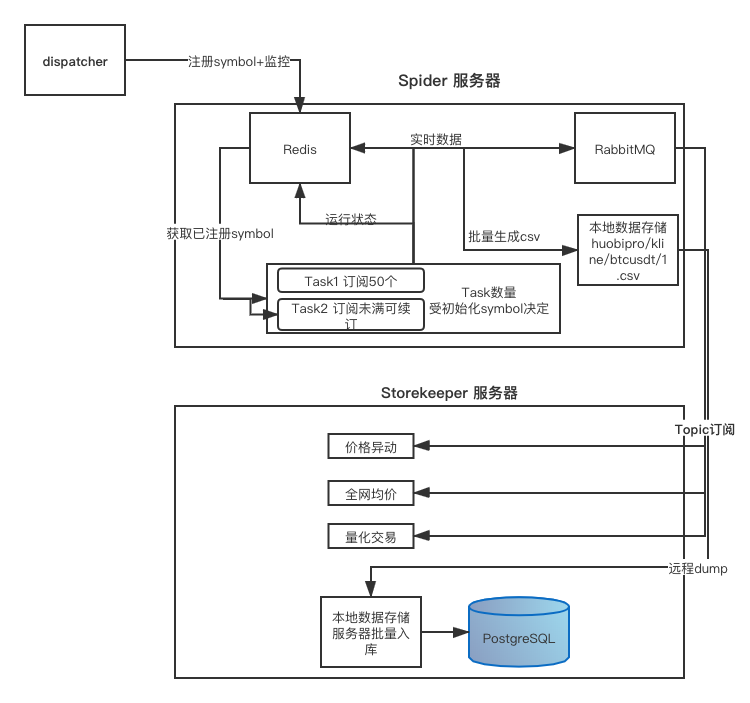 dispatcher
注册symbol+监控
Spider 服务器
Redis
实时数据
RabbitMQ
运行状态
获取已注册symbol
批量生成csv
本地数据存储
huobipro/kli
ne/btcusdt/1
.csv
Task1 订阅50个
Task2 订阅未满可续
订
Task数量
受初始化symbol决定
Storekeeper 服务器
Topic订阅
价格异动
全网均价
量化交易
远程dump
本地数据存储
服务器批量入
库
PostgreSQL